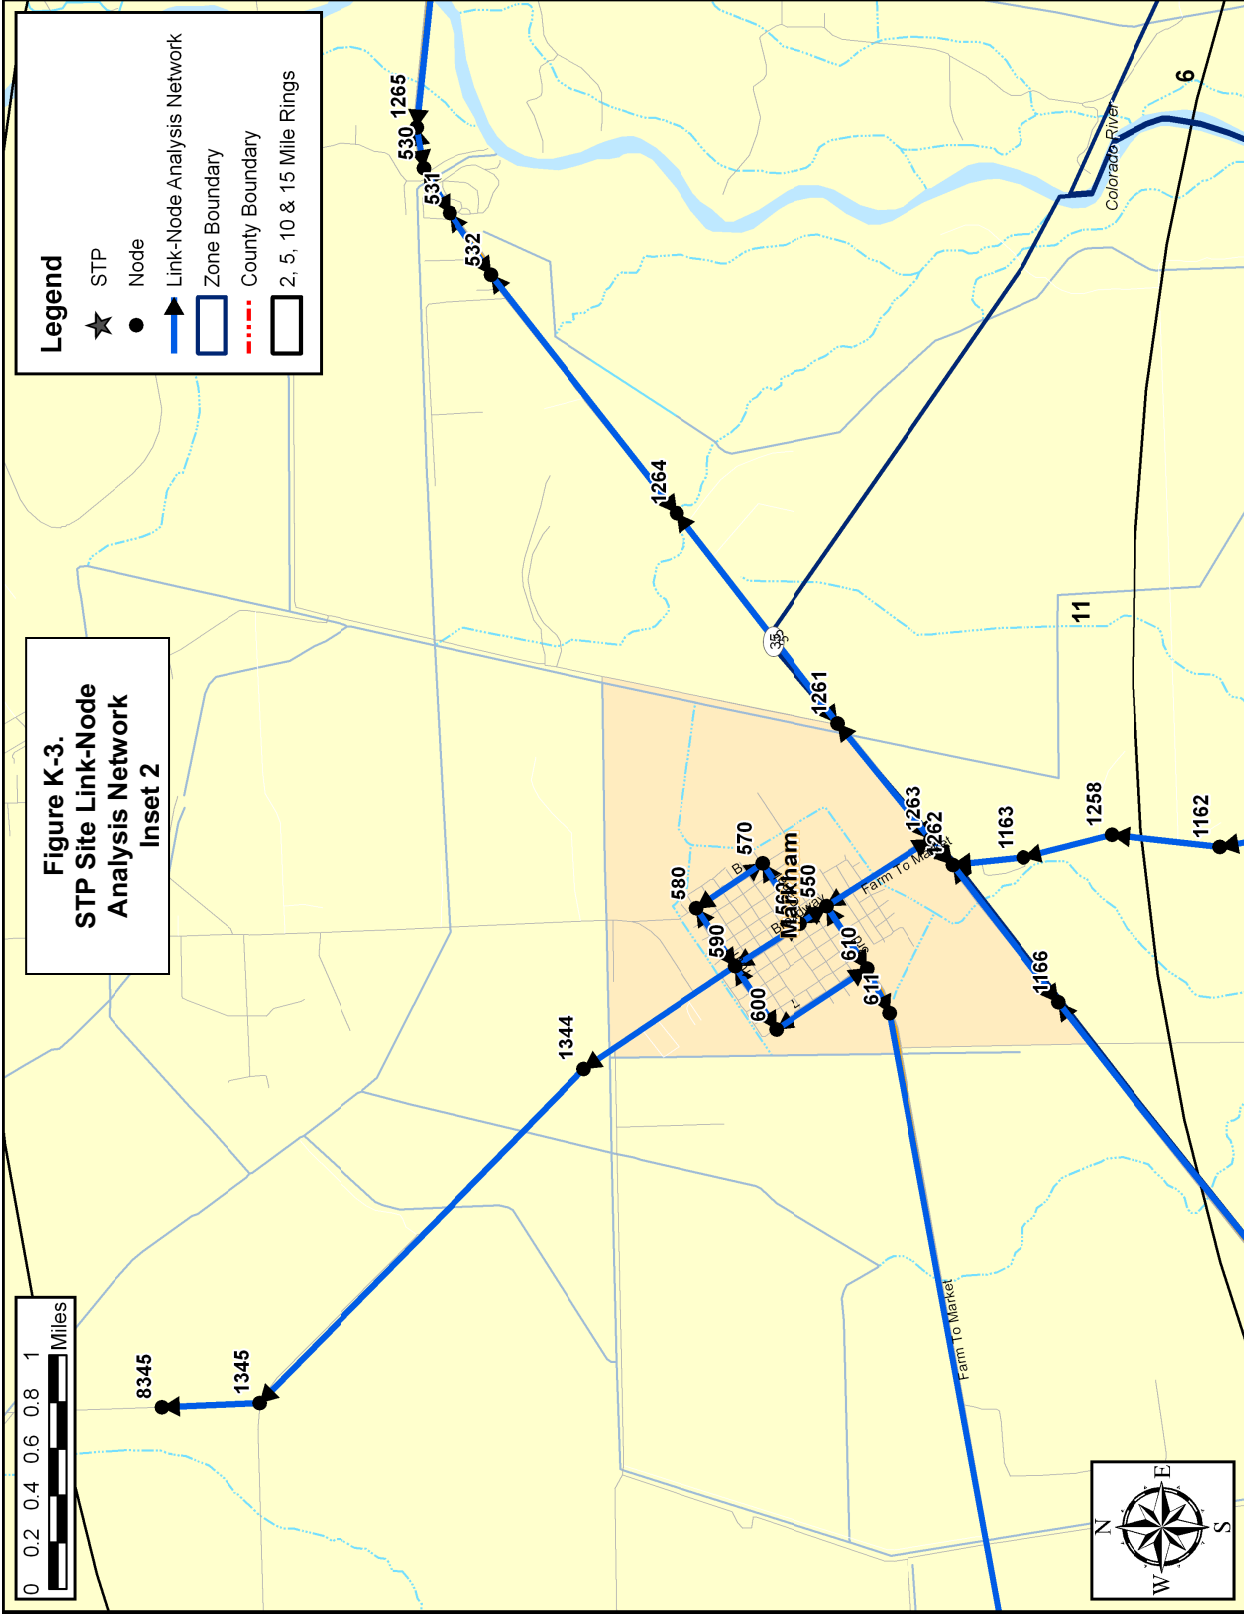 Figure K-3.
STP Site Link-Node
Analysis Network
Inset 2
Legend
STP
Node
Link-Node Analysis Network
Zone Boundary
County Boundary
2, 5, 10 & 15 Mile Rings
0 0.2 0.4 0.6 0.8 1
Miles
8345
1345
1344
580
570
590
600
Markham
550
610
611
B
Farm To Market
1263
1262
1261
35
1264
532
531
530
1265
1163
1258
1162
1166
11
6
Colorado River
Farm To Market
N
W
E
S